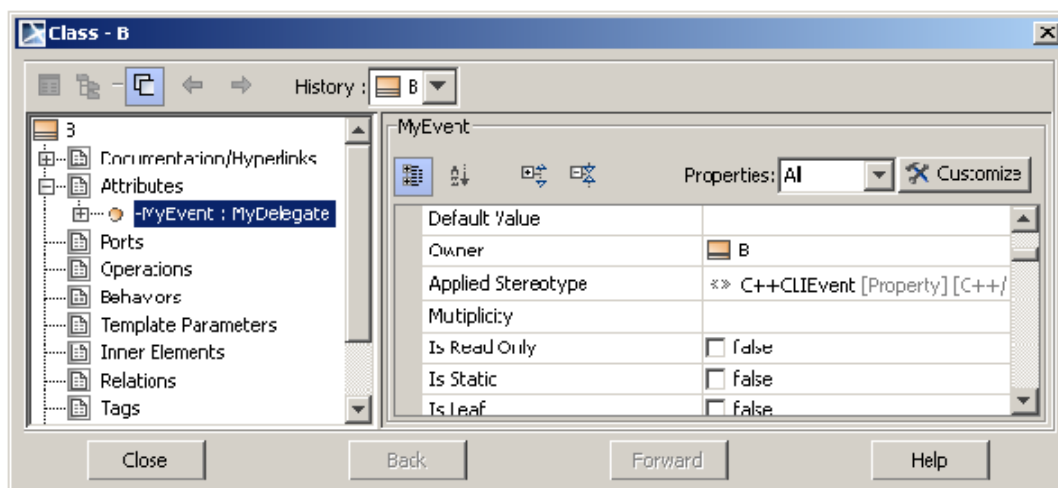 Class - B
History : B
B
Documentation/Hyperlinks
Attributes
-MyEvent : MyDelegate
Ports
Operations
Behaviors
Template Parameters
Inner Elements
Relations
Tags
MyEvent
Properties: All Customize
Default Value
Owner B
Applied Stereotype «» C++CLIEvent [Property] [C++/
Multiplicity
Is Read Only false
Is Static false
Is Leaf false
Close Back Forward Help